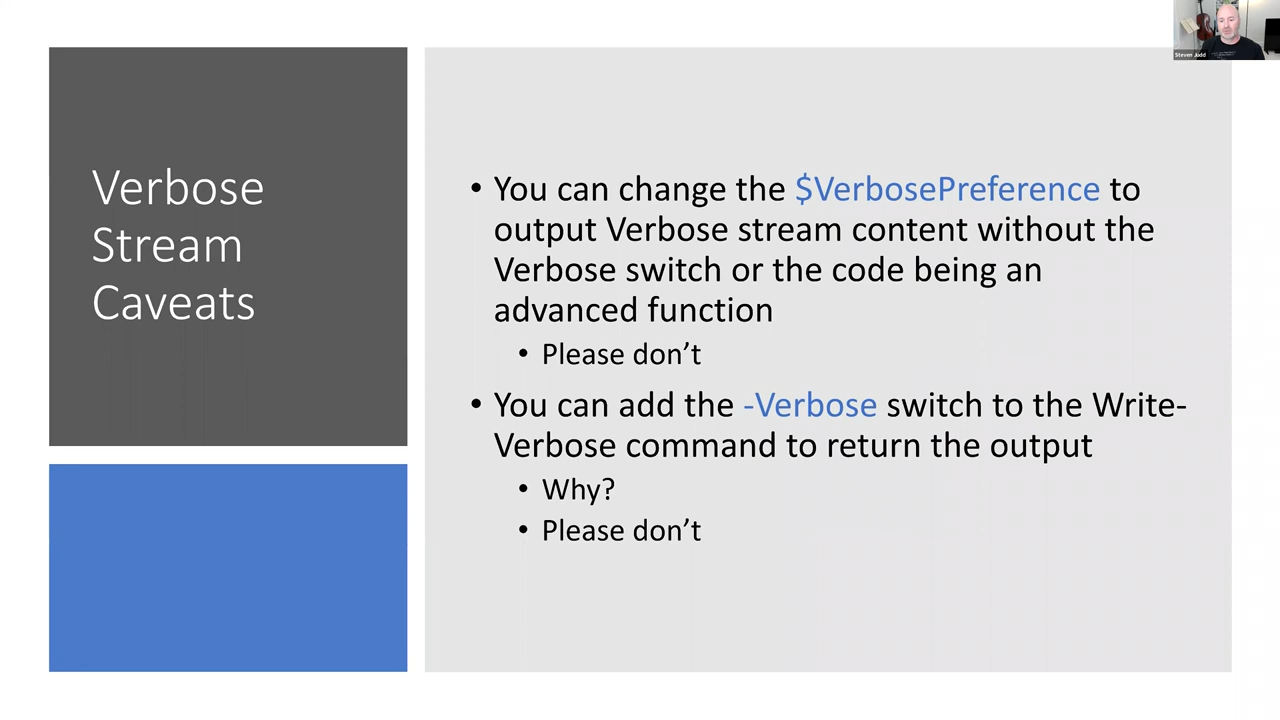 Verbose
Stream
Caveats
• You can change the $VerbosePreference to
output Verbose stream content without the
Verbose switch or the code being an
advanced function
• Please don’t
• You can add the -Verbose switch to the Write-
Verbose command to return the output
• Why?
• Please don’t
Steven Judd